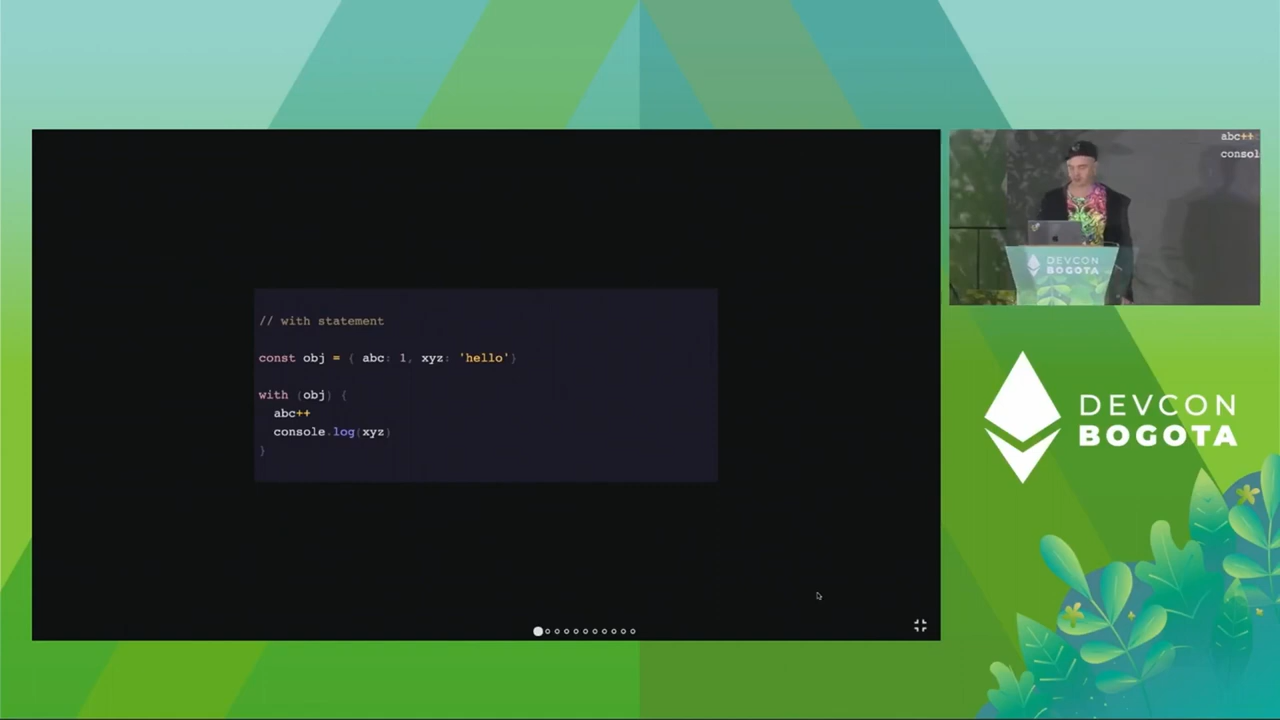 // with statement
const obj = { abc: 1, xyz: 'hello'}
with (obj) {
  abc++
  console.log(xyz)
}
abc++
consol
DEVCON
BOGOTA
DEVCON
BOGOTA